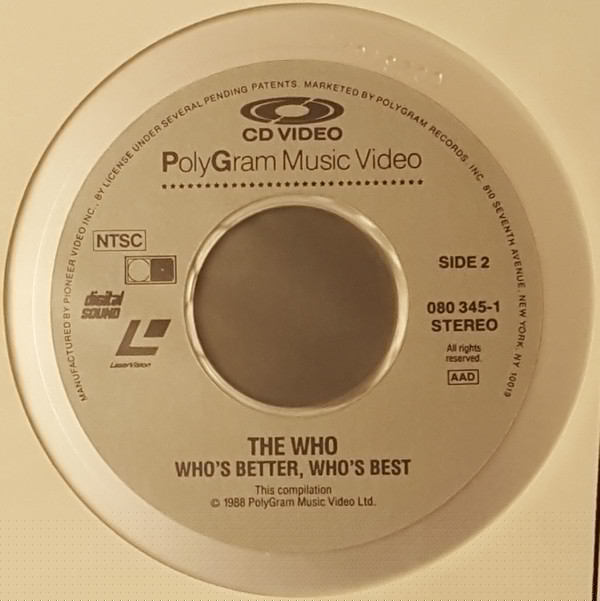 MANUFACTURED BY PIONEER VIDEO INC., BY LICENSE UNDER SEVERAL PENDING PATENTS. MARKETED BY POLYGRAM RECORDS, INC. 810 SEVENTH AVENUE, NEW YORK, NY 10019
CD VIDEO
PolyGram Music Video
NTSC
SIDE 2
digital
SOUND
080 345-1
STEREO
LaserVision
All rights
reserved.
AAD
THE WHO
WHO'S BETTER, WHO'S BEST
This compilation
© 1988 PolyGram Music Video Ltd.